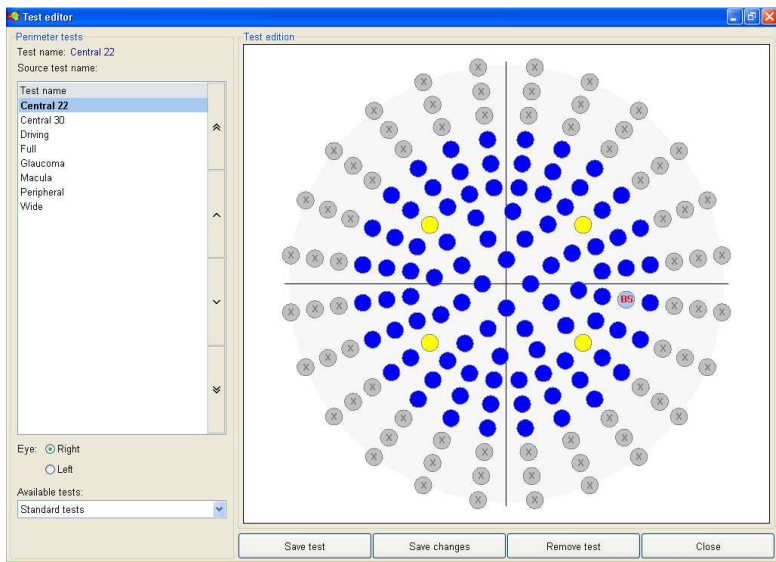 Test editor
Perimeter tests
Test name: Central 22
Source test name:
Test name
Central 22
Central 30
Driving
Full
Glaucoma
Macula
Peripheral
Wide
Eye: Right
Left
Available tests:
Standard tests
Test edition
X X
X X X X
X X X X
X X X X
X X X X
X X
X X X X
X X
X X X X
X X
BS
X X X X
X X
X X X X
X X
X X X X
X X X X
X X X X
X X X X
X X
Save test Save changes Remove test Close